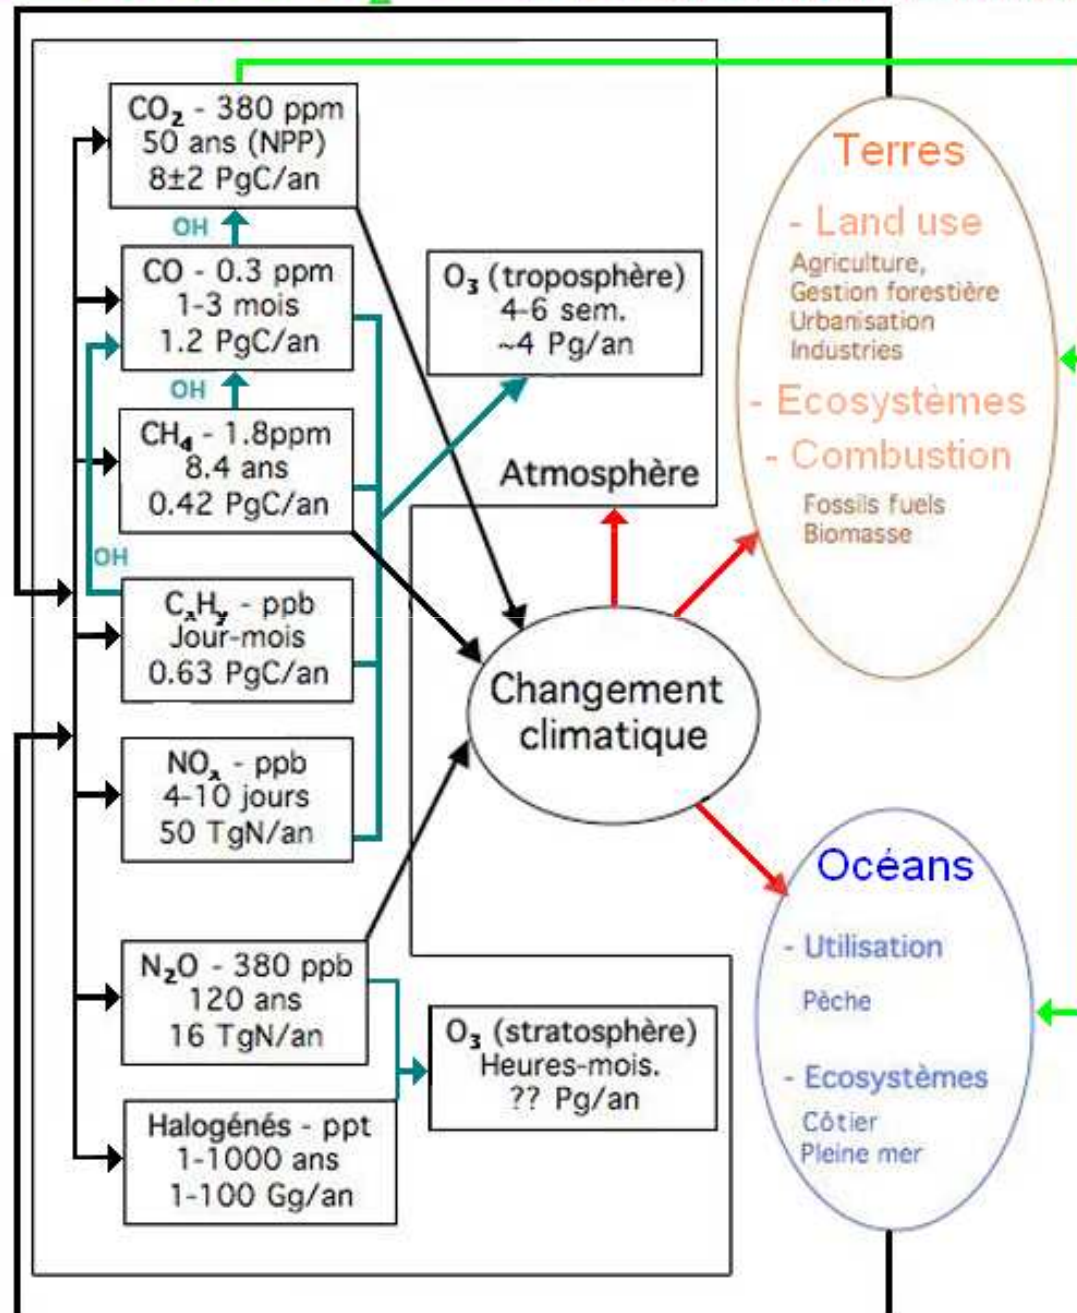 CO₂ - 380 ppm
50 ans (NPP)
8±2 PgC/an
OH
CO - 0.3 ppm
1-3 mois
1.2 PgC/an
OH
CH₄ - 1.8ppm
8.4 ans
0.42 PgC/an
OH
CₓHᵧ - ppb
Jour-mois
0.63 PgC/an
NOₓ - ppb
4-10 jours
50 TgN/an
N₂O - 380 ppb
120 ans
16 TgN/an
Halogénés - ppt
1-1000 ans
1-100 Gg/an
O₃ (troposphère)
4-6 sem.
~4 Pg/an
Atmosphère
Changement
climatique
O₃ (stratosphère)
Heures-mois.
?? Pg/an
Terres
- Land use
Agriculture,
Gestion forestière
Urbanisation
Industries
- Ecosystèmes
- Combustion
Fossils fuels
Biomasse
Océans
- Utilisation
Pèche
- Ecosystèmes
Côtier
Pleine mer